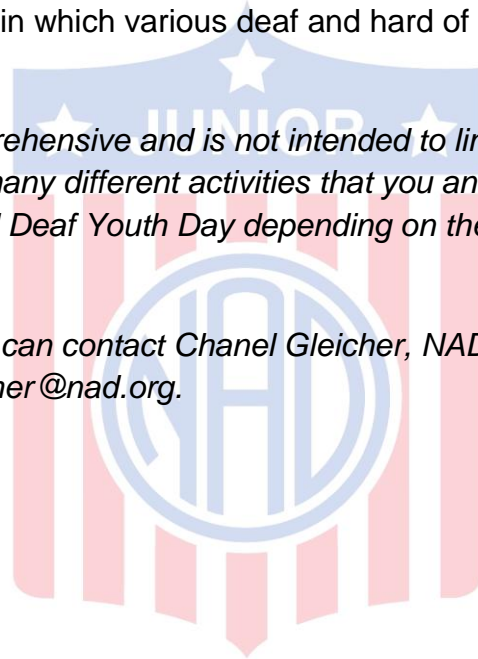 in which various deaf and hard of
JUNIOR
rehensive and is not intended to lin
many different activities that you an
Deaf Youth Day depending on the
can contact Chanel Gleicher, NAD
NAD
her@nad.org.